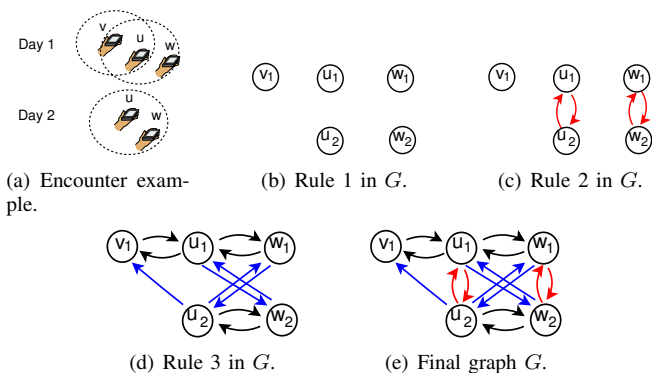 Day 1
v
u
w
Day 2
u
w
(a) Encounter exam-
ple.
v1 u1 w1
u2 w2
(b) Rule 1 in G.
v1 u1 w1
u2 w2
(c) Rule 2 in G.
v1 u1 w1
u2 w2
(d) Rule 3 in G.
v1 u1 w1
u2 w2
(e) Final graph G.